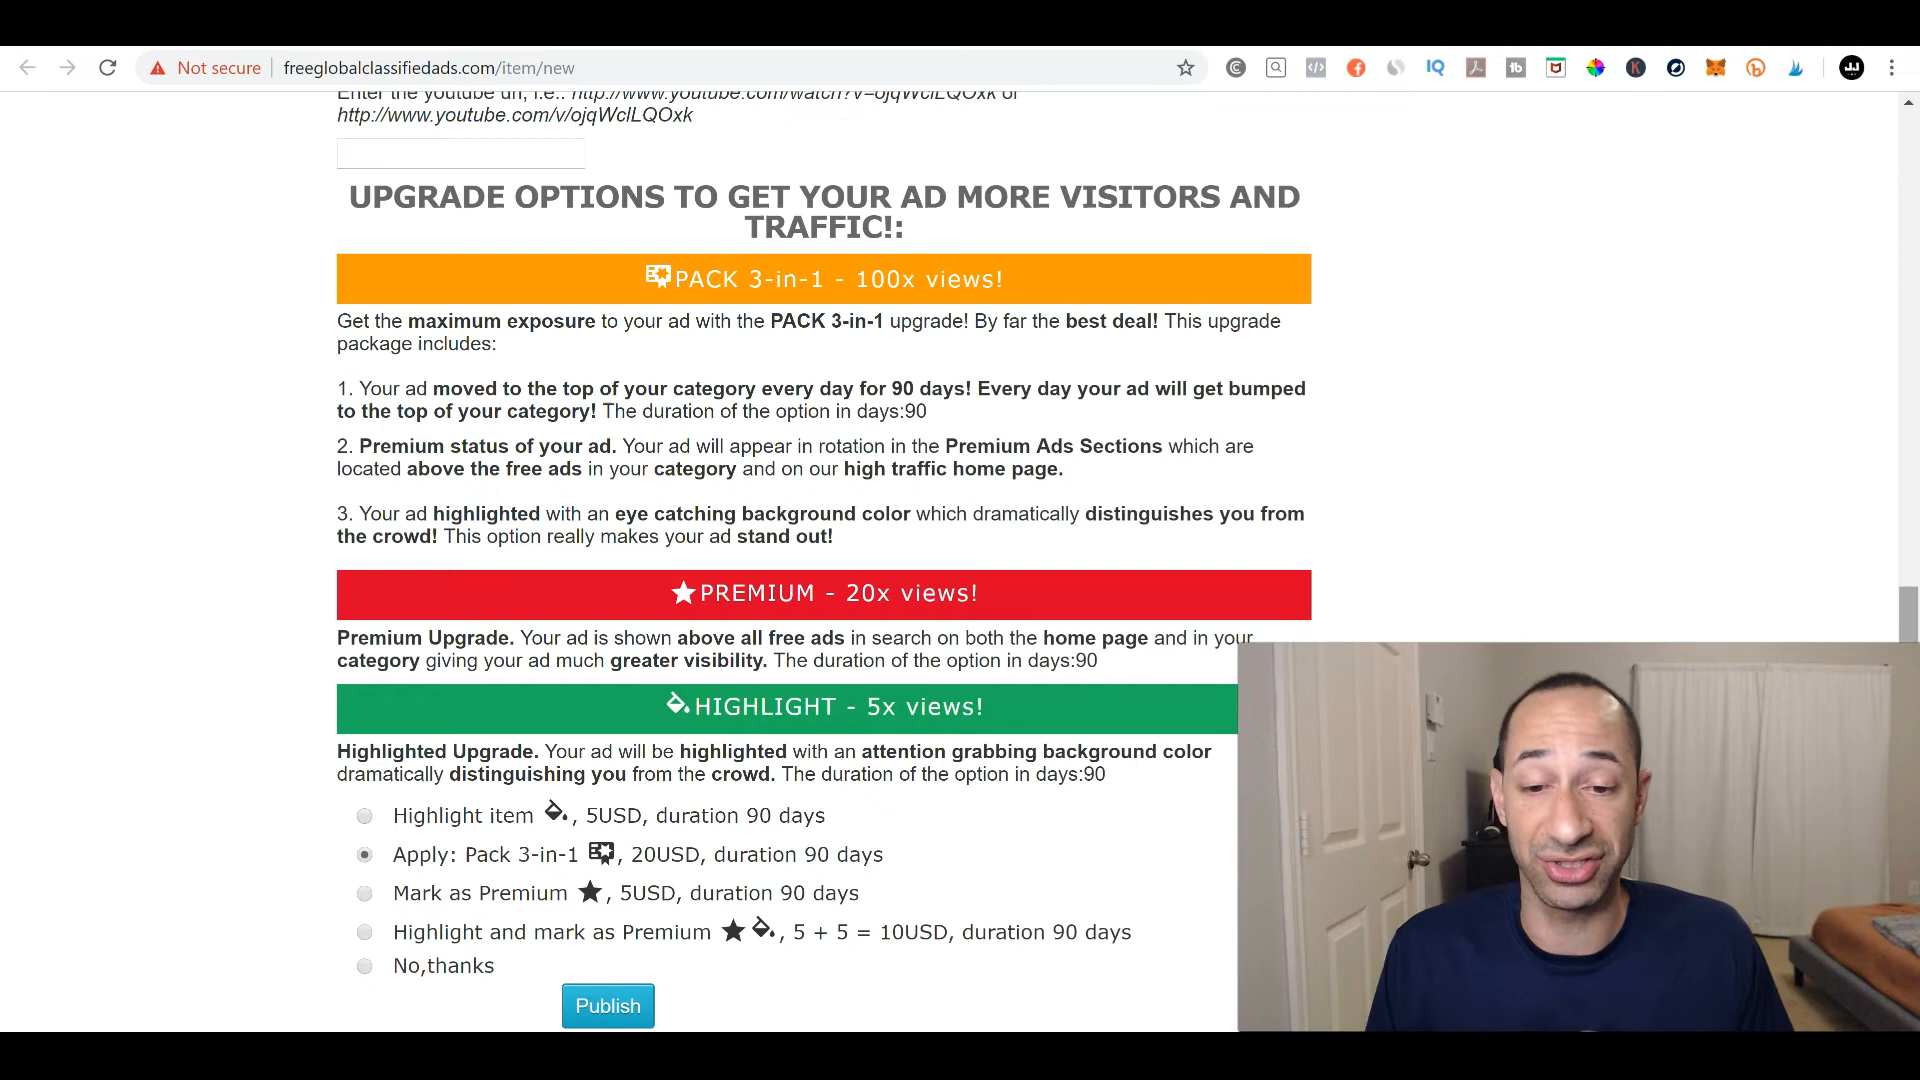 Not secure
freeglobalclassifiedads.com/item/new
Enter the youtube url, i.e.: http://www.youtube.com/watch?v=ojqWclLQOxk or
http://www.youtube.com/v/ojqWclLQOxk
UPGRADE OPTIONS TO GET YOUR AD MORE VISITORS AND
TRAFFIC!:
PACK 3-in-1 - 100x views!
Get the maximum exposure to your ad with the PACK 3-in-1 upgrade! By far the best deal! This upgrade
package includes:
1. Your ad moved to the top of your category every day for 90 days! Every day your ad will get bumped
to the top of your category! The duration of the option in days:90
2. Premium status of your ad. Your ad will appear in rotation in the Premium Ads Sections which are
located above the free ads in your category and on our high traffic home page.
3. Your ad highlighted with an eye catching background color which dramatically distinguishes you from
the crowd! This option really makes your ad stand out!
PREMIUM - 20x views!
Premium Upgrade. Your ad is shown above all free ads in search on both the home page and in your
category giving your ad much greater visibility. The duration of the option in days:90
HIGHLIGHT - 5x views!
Highlighted Upgrade. Your ad will be highlighted with an attention grabbing background color
dramatically distinguishing you from the crowd. The duration of the option in days:90
Highlight item , 5USD, duration 90 days
Apply: Pack 3-in-1 , 20USD, duration 90 days
Mark as Premium , 5USD, duration 90 days
Highlight and mark as Premium , 5 + 5 = 10USD, duration 90 days
No,thanks
Publish